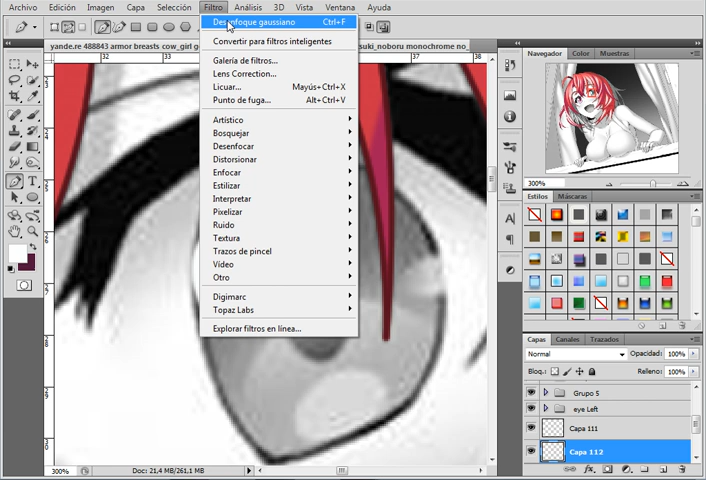 Archivo Edición Imagen Capa Selección Filtro Análisis 3D Vista Ventana Ayuda
Desenfoque gaussiano Ctrl+F
Convertir para filtros inteligentes
Galería de filtros...
Lens Correction...
Licuar... Mayús+Ctrl+X
Punto de fuga... Alt+Ctrl+V
Artístico
Bosquejar
Desenfocar
Distorsionar
Enfocar
Estilizar
Interpretar
Pixelizar
Ruido
Textura
Trazos de pincel
Vídeo
Otro
Digimarc
Topaz Labs
Explorar filtros en línea...
yande.re 488843 armor breasts cow_girl g
suki_noboru monochrome no_
32 33 37 38
300% Doc: 21,4 MB/261,1 MB
Navegador Color Muestras
300%
Estilos Máscaras
Capas Canales Trazados
Normal Opacidad: 100%
Bloq.: Relleno: 100%
Grupo 5
eye Left
Capa 111
Capa 112